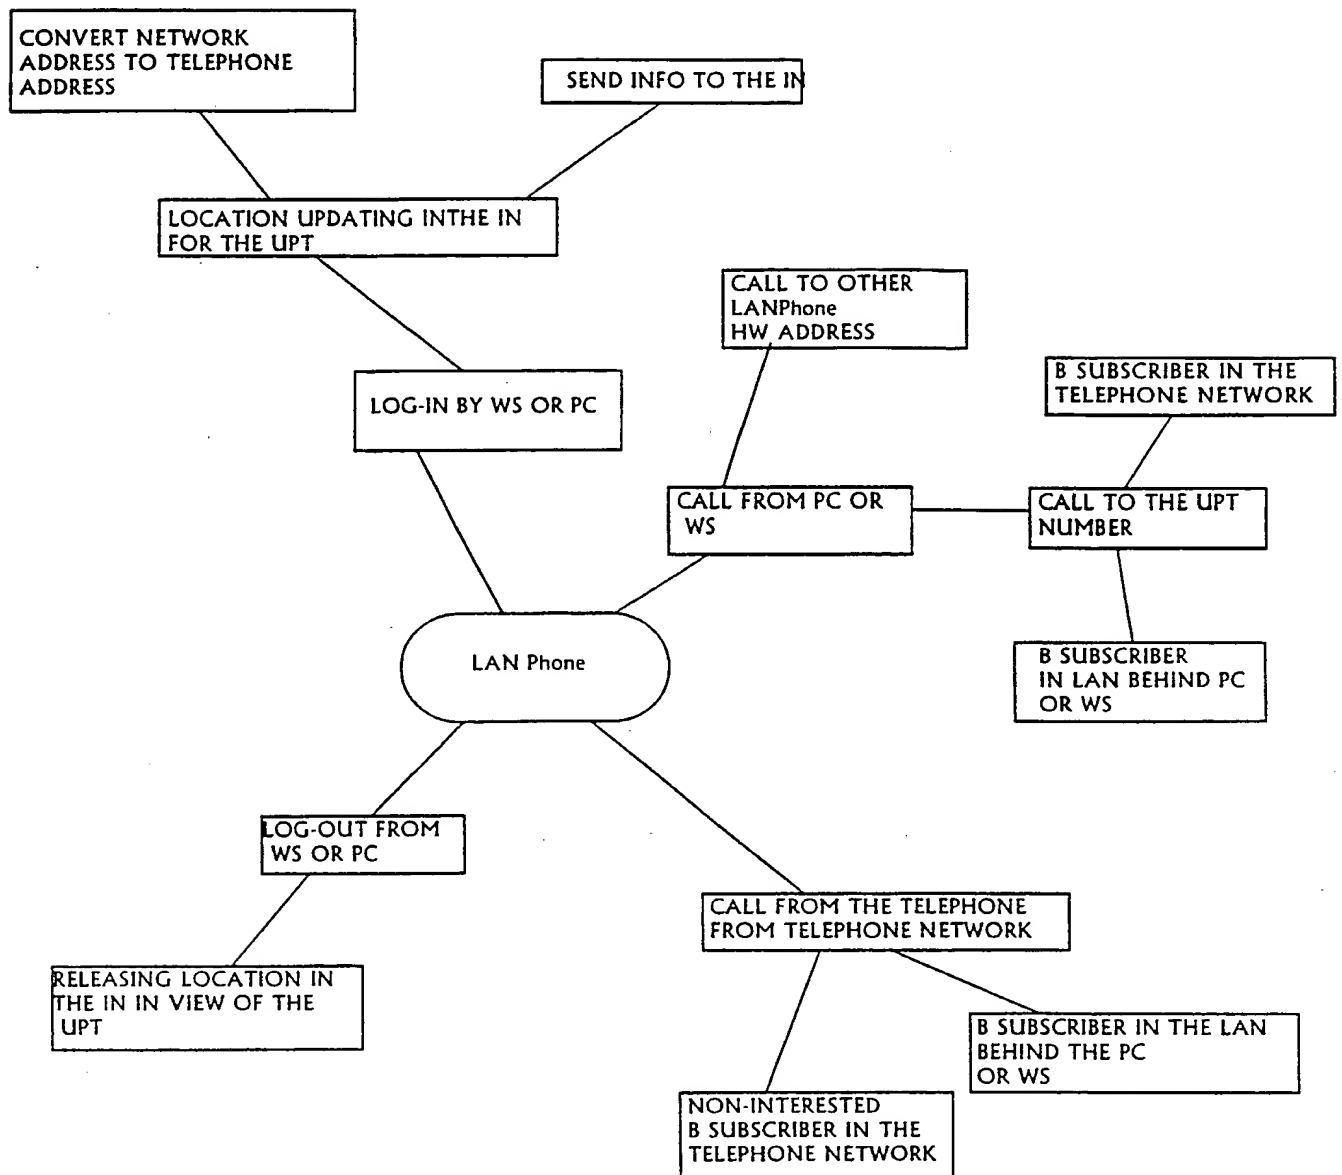 CONVERT NETWORK
ADDRESS TO TELEPHONE
ADDRESS
SEND INFO TO THE IN
LOCATION UPDATING INTHE IN
FOR THE UPT
CALL TO OTHER
LANPhone
HW ADDRESS
B SUBSCRIBER IN THE
TELEPHONE NETWORK
LOG-IN BY WS OR PC
CALL FROM PC OR
WS
CALL TO THE UPT
NUMBER
LAN Phone
B SUBSCRIBER
IN LAN BEHIND PC
OR WS
LOG-OUT FROM
WS OR PC
CALL FROM THE TELEPHONE
FROM TELEPHONE NETWORK
RELEASING LOCATION IN
THE IN IN VIEW OF THE
UPT
B SUBSCRIBER IN THE LAN
BEHIND THE PC
OR WS
NON-INTERESTED
B SUBSCRIBER IN THE
TELEPHONE NETWORK